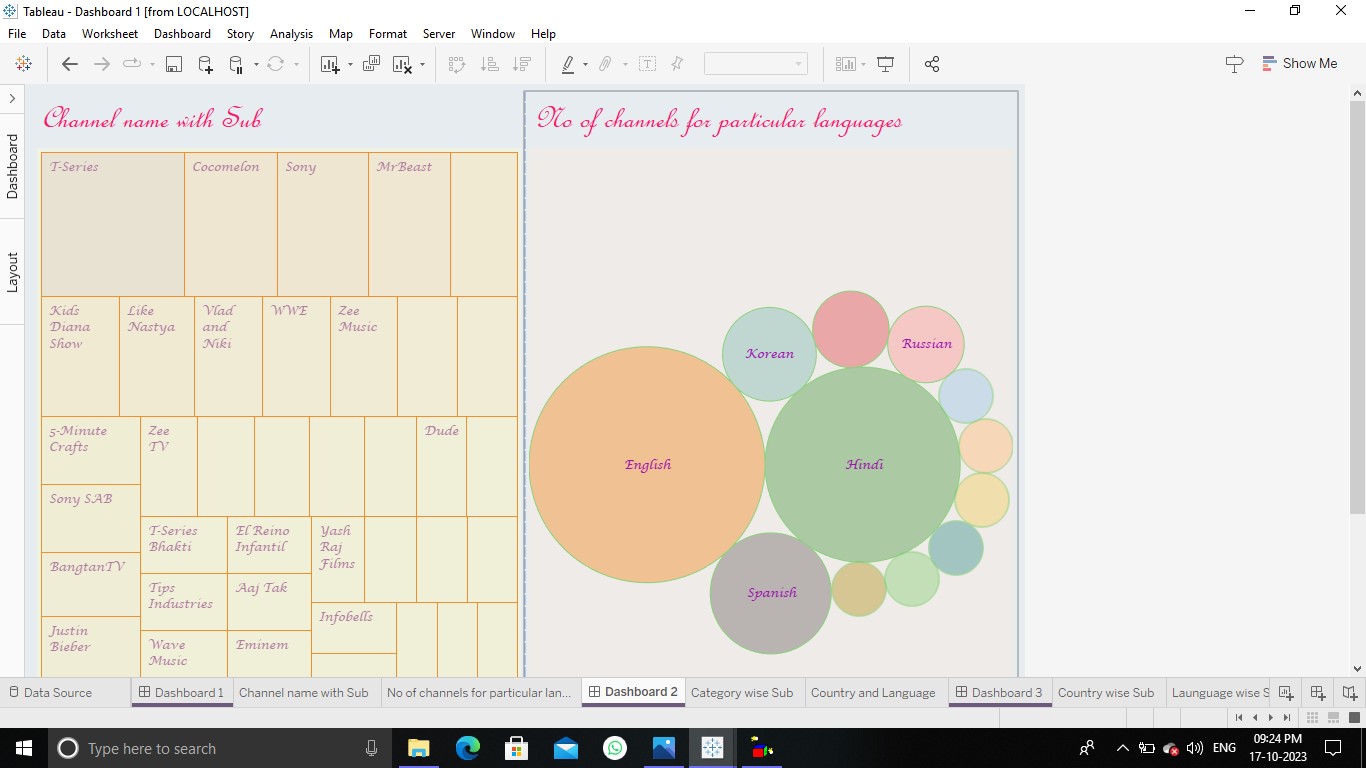 Tableau - Dashboard 1 [from LOCALHOST]
File Data Worksheet Dashboard Story Analysis Map Format Server Window Help
Show Me
Dashboard
Layout
Channel name with Sub
T-Series
Cocomelon
Sony
MrBeast
Kids
Diana
Show
Like
Nastya
Vlad
and
Niki
WWE
Zee
Music
5-Minute
Crafts
Zee
TV
Dude
Sony SAB
T-Series
Bhakti
El Reino
Infantil
Yash
Raj
Films
BangtanTV
Tips
Industries
Aaj Tak
Infobells
Justin
Bieber
Wave
Music
Eminem
No of channels for particular languages
Korean
Russian
English
Hindi
Spanish
Data Source
Dashboard 1
Channel name with Sub
No of channels for particular lan...
Dashboard 2
Category wise Sub
Country and Language
Dashboard 3
Country wise Sub
Launguage wise S
Type here to search
ENG
09:24 PM
17-10-2023